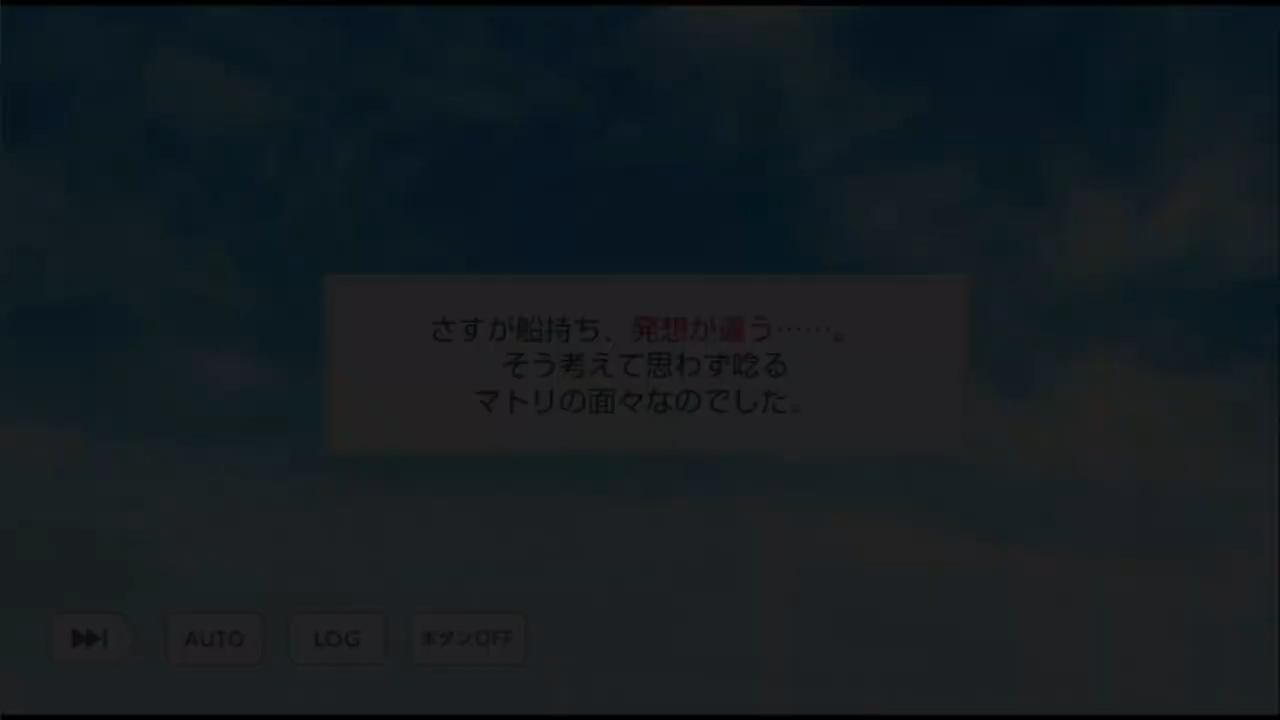 さすが船持ち、発想が違う……。
そう考えて思わず唸る
マトリの面々なのでした。
AUTO
LOG
ボタンOFF